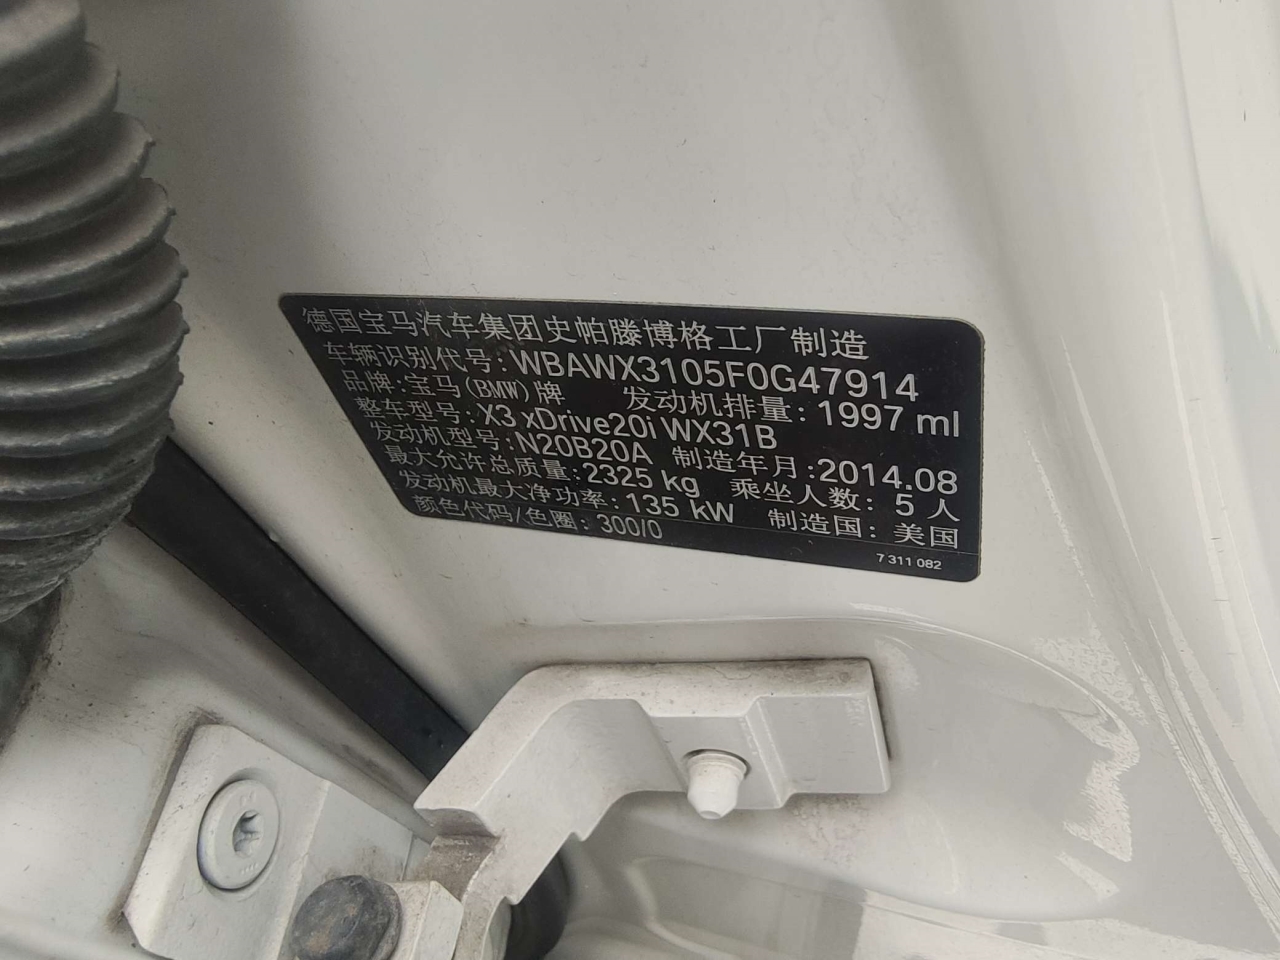 德国宝马汽车集团史帕滕博格工厂制造
车辆识别代号: WBAWX3105F0G47914
品牌: 宝马(BMW)牌 发动机排量: 1997 ml
整车型号: X3 xDrive20i WX31B
发动机型号: N20B20A 制造年月: 2014.08
最大允许总质量: 2325 kg 乘坐人数: 5 人
发动机最大净功率: 135 kW 制造国: 美国
颜色代码/色圈: 300/0
7 311 082